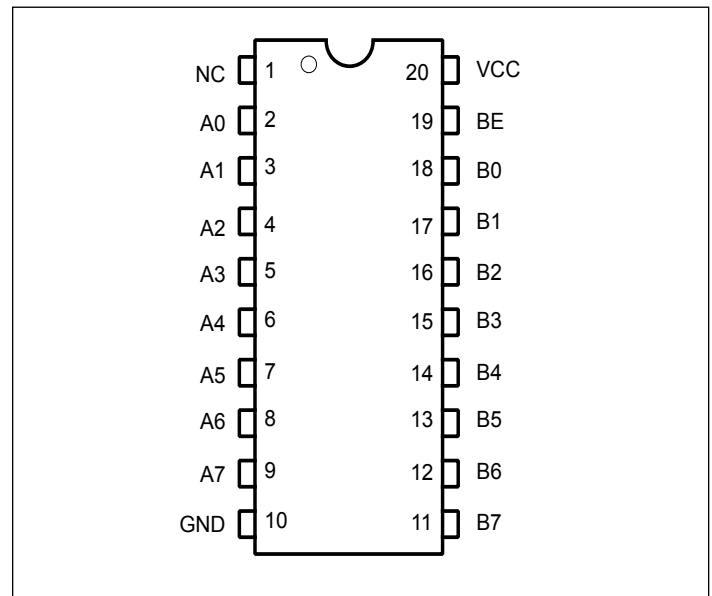 NC 1 20 VCC
A0 2 19 BE
A1 3 18 B0
A2 4 17 B1
A3 5 16 B2
A4 6 15 B3
A5 7 14 B4
A6 8 13 B5
A7 9 12 B6
GND 10 11 B7